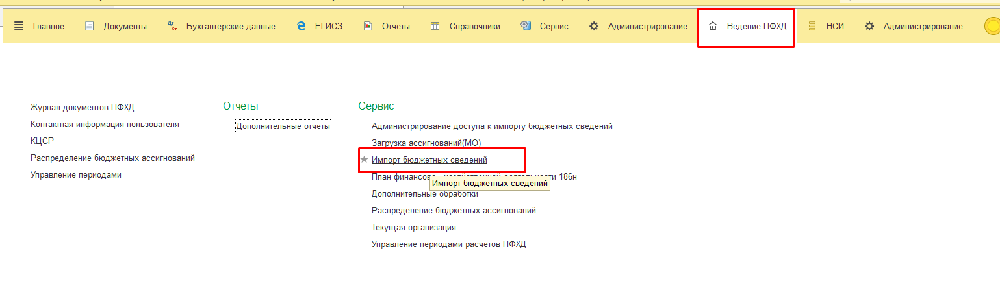 Главное Документы Дт Кт Бухгалтерские данные ЕГИСЗ Отчеты Справочники Сервис Администрирование Ведение ПФХД НСИ Администрирование
Журнал документов ПФХД
Контактная информация пользователя
КЦСР
Распределение бюджетных ассигнований
Управление периодами
Отчеты
Дополнительные отчеты
Сервис
Администрирование доступа к импорту бюджетных сведений
Загрузка ассигнований(МО)
Импорт бюджетных сведений
План 186н
Импорт бюджетных сведений
Дополнительные обработки
Распределение бюджетных ассигнований
Текущая организация
Управление периодами расчетов ПФХД